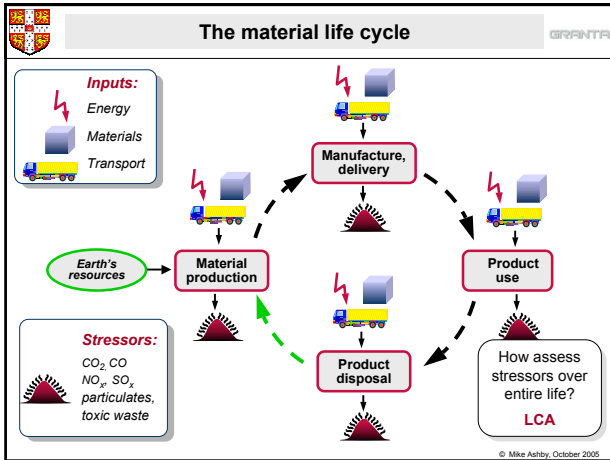 The material life cycle
GRANTA
Inputs:
Energy
Materials
Transport
Manufacture,
delivery
Earth's
resources
Material
production
Product
use
Stressors:
CO₂, CO
NOₓ, SOₓ
particulates,
toxic waste
Product
disposal
How assess
stressors over
entire life?
LCA
© Mike Ashby, October 2005